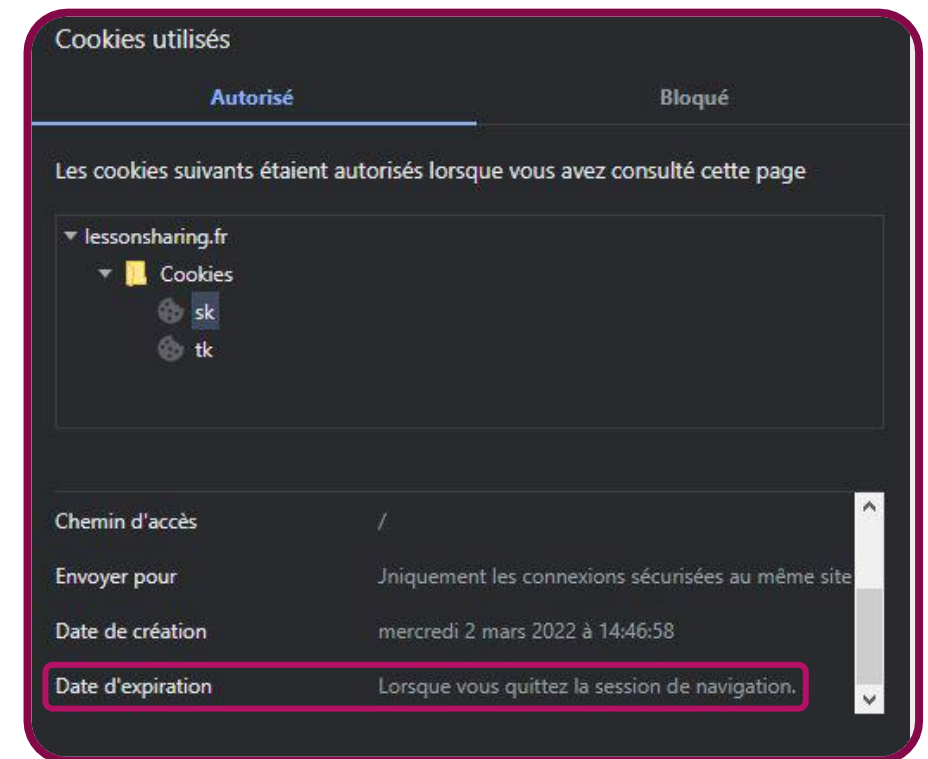 Cookies utilisés
Autorisé Bloqué
Les cookies suivants étaient autorisés lorsque vous avez consulté cette page
lessonsharing.fr
Cookies
sk
tk
Chemin d'accès /
Envoyer pour Jniquement les connexions sécurisées au même site
Date de création mercredi 2 mars 2022 à 14:46:58
Date d'expiration Lorsque vous quittez la session de navigation.